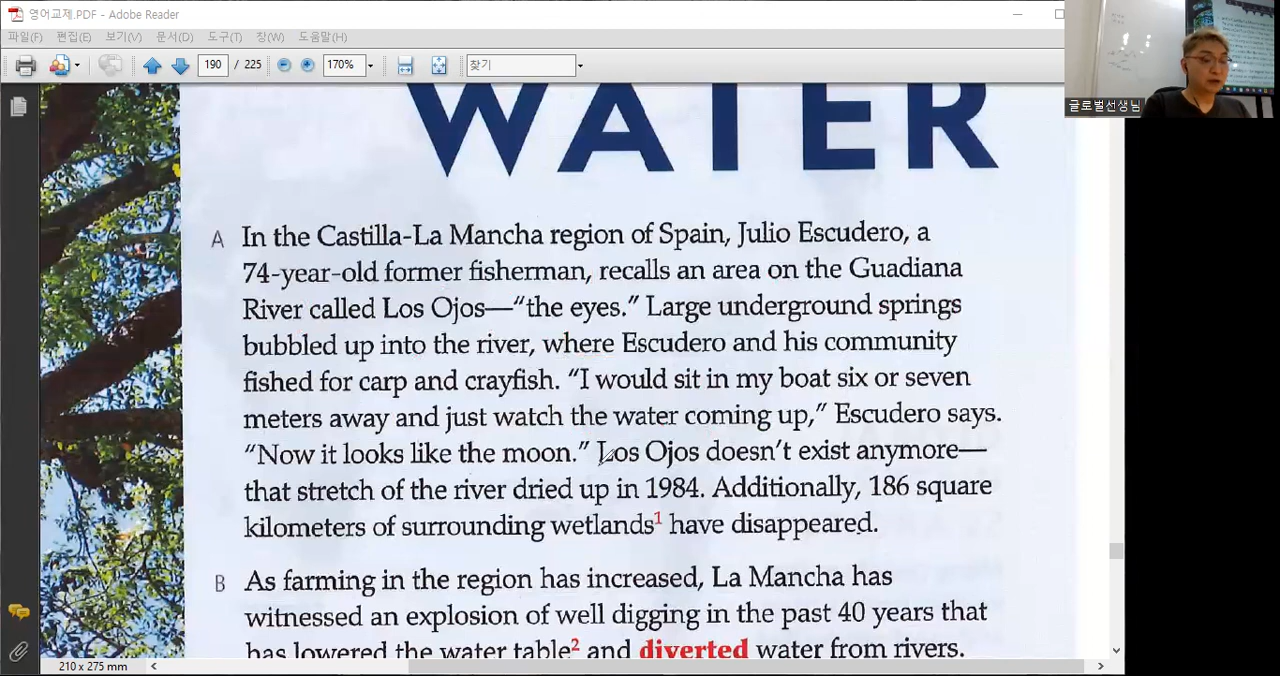 영어교제.PDF - Adobe Reader
파일(F) 편집(E) 보기(V) 문서(D) 도구(T) 창(W) 도움말(H)
190 / 225 170% 찾기
글로벌선생님
WATER
A In the Castilla-La Mancha region of Spain, Julio Escudero, a
74-year-old former fisherman, recalls an area on the Guadiana
River called Los Ojos—“the eyes.” Large underground springs
bubbled up into the river, where Escudero and his community
fished for carp and crayfish. “I would sit in my boat six or seven
meters away and just watch the water coming up,” Escudero says.
“Now it looks like the moon.” Los Ojos doesn’t exist anymore—
that stretch of the river dried up in 1984. Additionally, 186 square
kilometers of surrounding wetlands1 have disappeared.
B As farming in the region has increased, La Mancha has
witnessed an explosion of well digging in the past 40 years that
has lowered the water table2 and diverted water from rivers.
210 x 275 mm